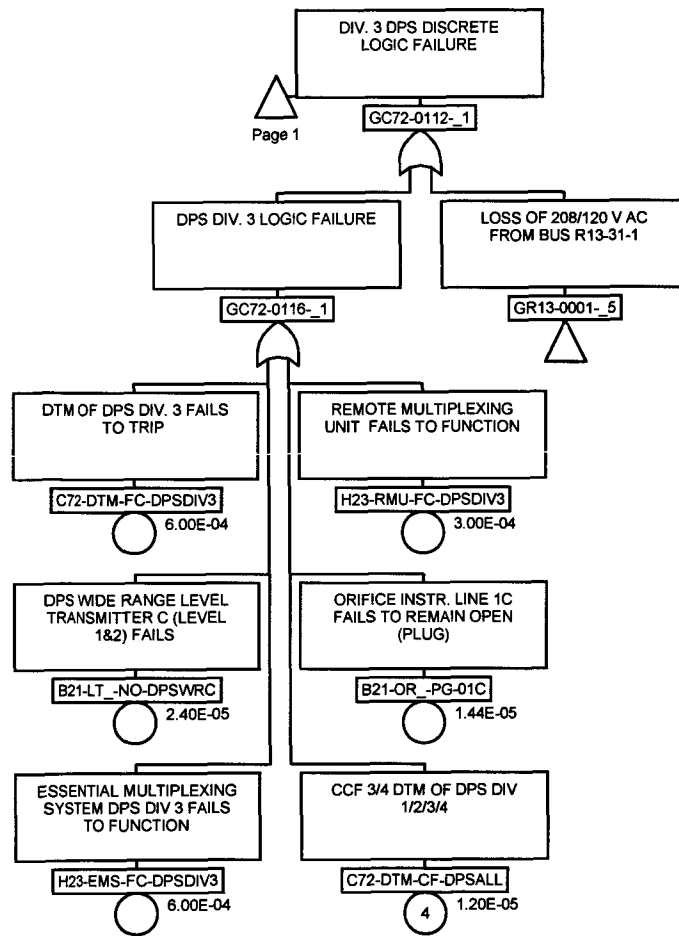 DIV. 3 DPS DISCRETE
LOGIC FAILURE
Page 1
GC72-0112-_1
DPS DIV. 3 LOGIC FAILURE
GC72-0116-_1
LOSS OF 208/120 V AC
FROM BUS R13-31-1
GR13-0001-_5
DTM OF DPS DIV. 3 FAILS
TO TRIP
C72-DTM-FC-DPSDIV3
6.00E-04
REMOTE MULTIPLEXING
UNIT FAILS TO FUNCTION
H23-RMU-FC-DPSDIV3
3.00E-04
DPS WIDE RANGE LEVEL
TRANSMITTER C (LEVEL
1&2) FAILS
B21-LT_-NO-DPSWRC
2.40E-05
ORIFICE INSTR. LINE 1C
FAILS TO REMAIN OPEN
(PLUG)
B21-OR_-PG-01C
1.44E-05
ESSENTIAL MULTIPLEXING
SYSTEM DPS DIV 3 FAILS
TO FUNCTION
H23-EMS-FC-DPSDIV3
6.00E-04
CCF 3/4 DTM OF DPS DIV
1/2/3/4
C72-DTM-CF-DPSALL
4
1.20E-05